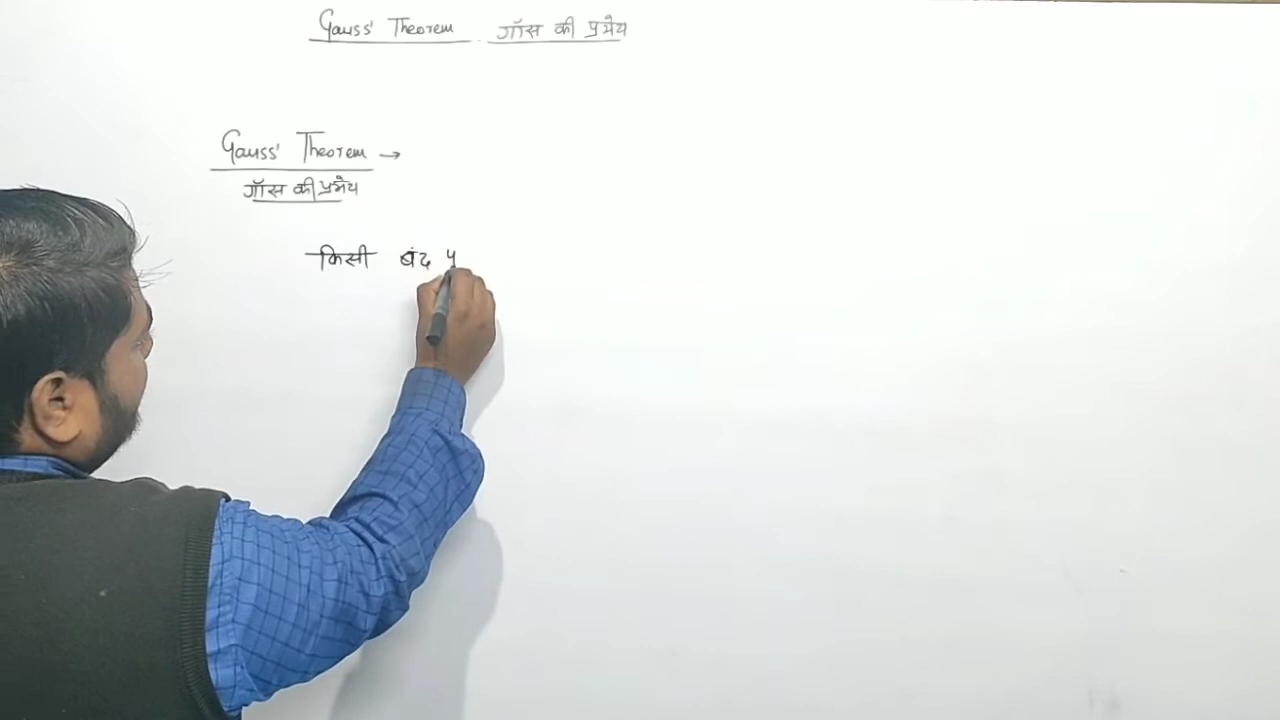 Gauss' Theorem गॉस की प्रमेय
Gauss' Theorem →
गॉस की प्रमेय
किसी बंद पृ